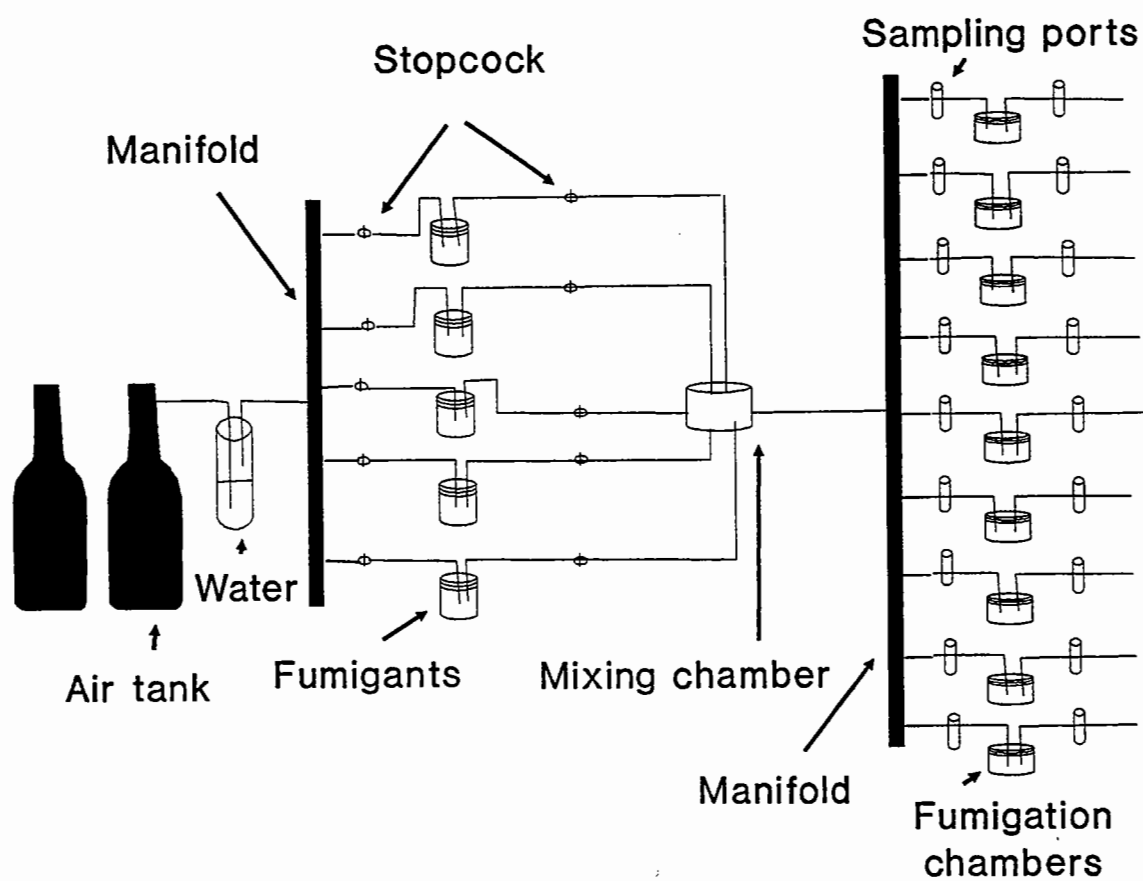 Sampling ports
Stopcock
Manifold
Water
Air tank
Fumigants
Mixing chamber
Manifold
Fumigation
chambers